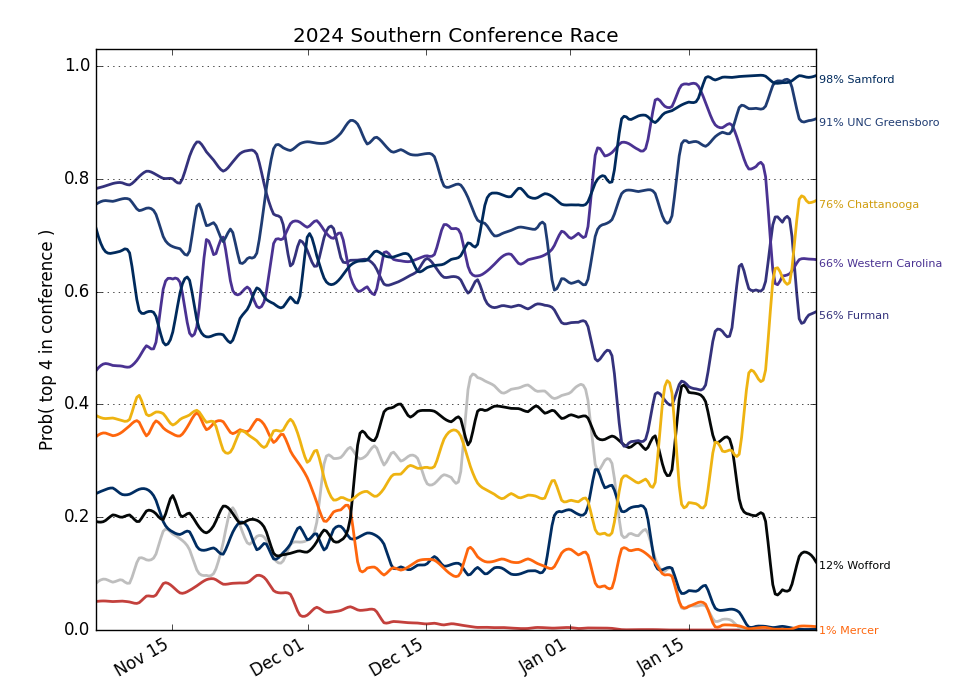 2024 Southern Conference Race
Prob( top 4 in conference )
1.0
0.8
0.6
0.4
0.2
0.0
98% Samford
91% UNC Greensboro
76% Chattanooga
66% Western Carolina
56% Furman
12% Wofford
1% Mercer
Nov 15
Dec 01
Dec 15
Jan 01
Jan 15